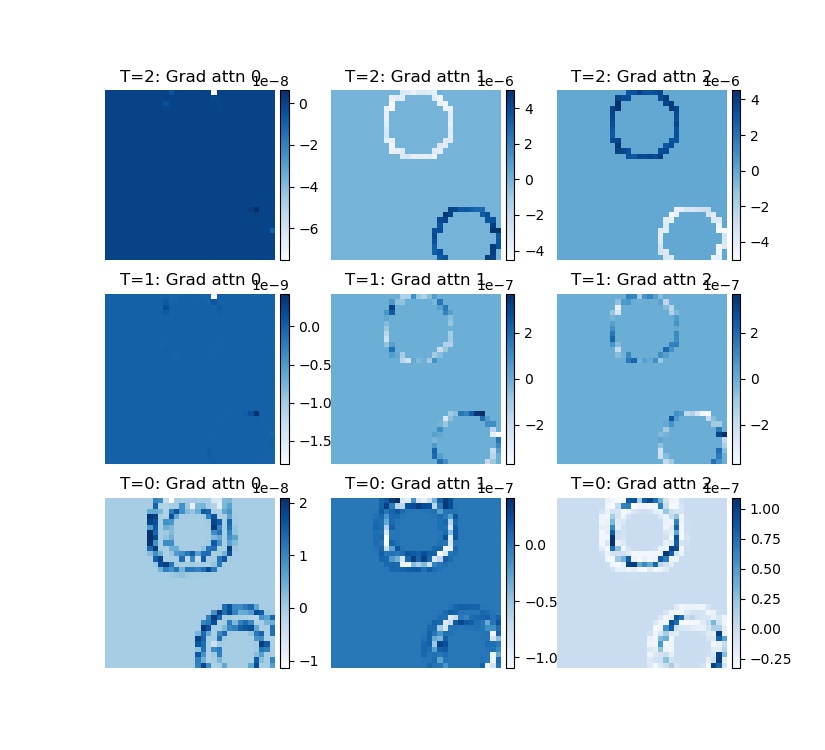 T=2: Grad attn 0
1e−8
0
−2
−4
−6
T=2: Grad attn 1
1e−6
4
2
0
−2
−4
T=2: Grad attn 2
1e−6
4
2
0
−2
−4
T=1: Grad attn 0
1e−9
0.0
−0.5
−1.0
−1.5
T=1: Grad attn 1
1e−7
2
0
−2
T=1: Grad attn 2
1e−7
2
0
−2
T=0: Grad attn 0
1e−8
2
1
0
−1
T=0: Grad attn 1
1e−7
0.0
−0.5
−1.0
T=0: Grad attn 2
1e−7
1.00
0.75
0.50
0.25
0.00
−0.25